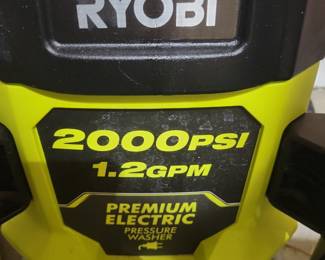 RYOBI
2000PSI
1.2GPM
PREMIUM
ELECTRIC
PRESSURE
WASHER